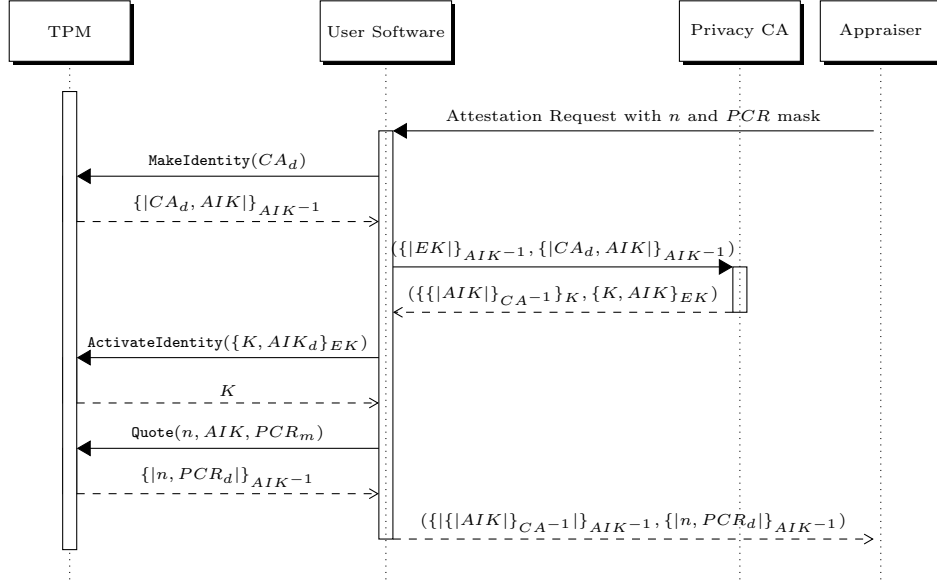 TPM
User Software
Privacy CA
Appraiser
Attestation Request with n and PCR mask
MakeIdentity(CA_d)
{|CA_d, AIK|}_{AIK^{-1}}
({|EK|}_{AIK^{-1}}, {|CA_d, AIK|}_{AIK^{-1}})
({{|AIK|}_{CA^{-1}}}_K, {K, AIK}_{EK})
ActivateIdentity({K, AIK_d}_{EK})
K
Quote(n, AIK, PCR_m)
{|n, PCR_d|}_{AIK^{-1}}
({|{|AIK|}_{CA^{-1}}|}_{AIK^{-1}}, {|n, PCR_d|}_{AIK^{-1}})